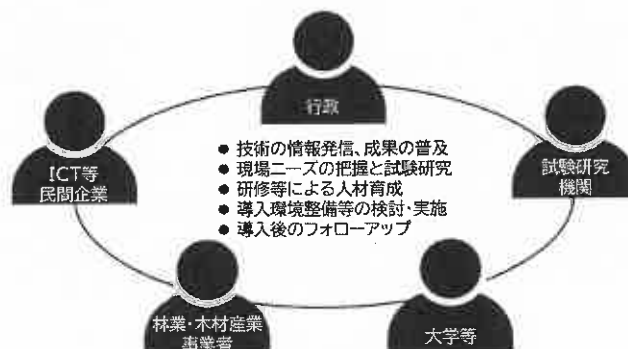 行政
ICT等
民間企業
試験研究
機関
● 技術の情報発信、成果の普及
● 現場ニーズの把握と試験研究
● 研修等による人材育成
● 導入環境整備等の検討・実施
● 導入後のフォローアップ
林業・木材産業
事業者
大学等